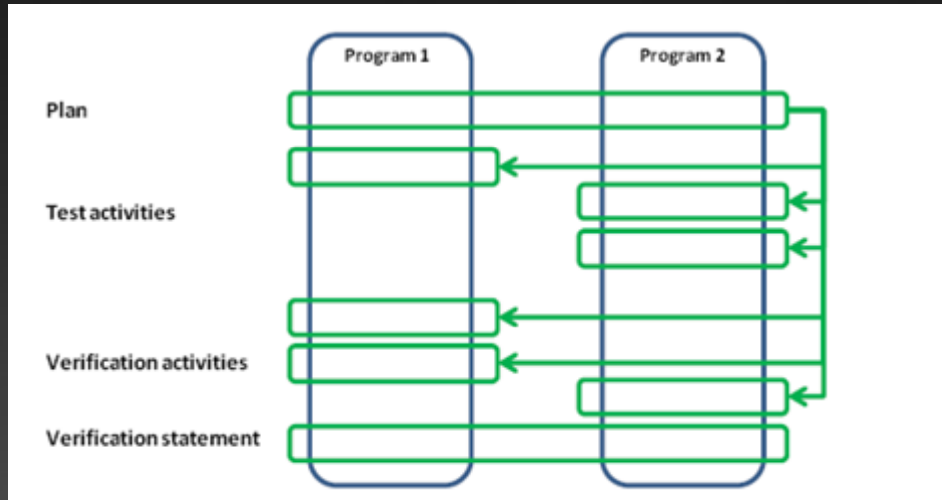 Program 1
Program 2
Plan
Test activities
Verification activities
Verification statement